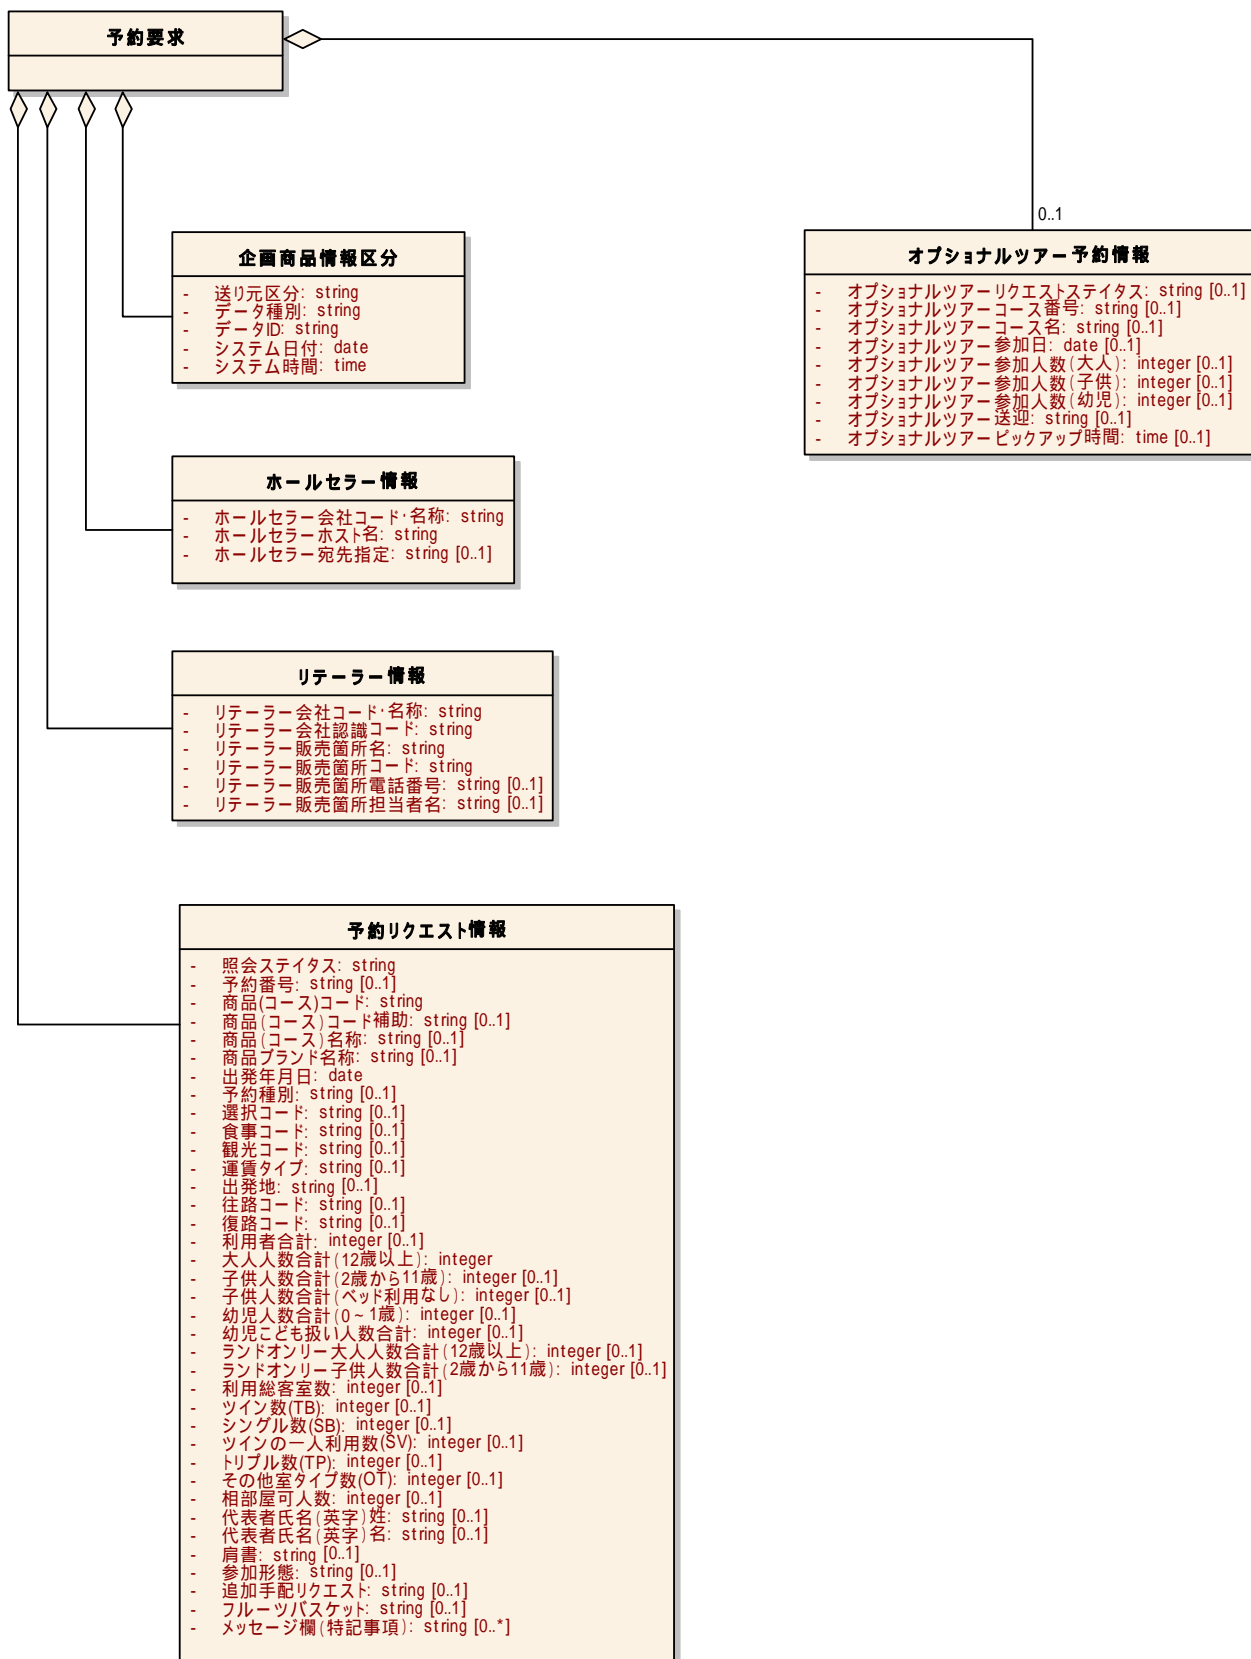 予約要求
0..1
企画商品情報区分
- 送り元区分: string
- データ種別: string
- データID: string
- システム日付: date
- システム時間: time
オプショナルツアー予約情報
- オプショナルツアーリクエストステイタス: string [0..1]
- オプショナルツアーコース番号: string [0..1]
- オプショナルツアーコース名: string [0..1]
- オプショナルツアー参加日: date [0..1]
- オプショナルツアー参加人数(大人): integer [0..1]
- オプショナルツアー参加人数(子供): integer [0..1]
- オプショナルツアー参加人数(幼児): integer [0..1]
- オプショナルツアー送迎: string [0..1]
- オプショナルツアーピックアップ時間: time [0..1]
ホールセラー情報
- ホールセラー会社コード・名称: string
- ホールセラーホスト名: string
- ホールセラー宛先指定: string [0..1]
リテーラー情報
- リテーラー会社コード・名称: string
- リテーラー会社認識コード: string
- リテーラー販売箇所名: string
- リテーラー販売箇所コード: string
- リテーラー販売箇所電話番号: string [0..1]
- リテーラー販売箇所担当者名: string [0..1]
予約リクエスト情報
- 照会ステイタス: string
- 予約番号: string [0..1]
- 商品(コース)コード: string
- 商品(コース)コード補助: string [0..1]
- 商品(コース)名称: string [0..1]
- 商品ブランド名称: string [0..1]
- 出発年月日: date
- 予約種別: string [0..1]
- 選択コード: string [0..1]
- 食事コード: string [0..1]
- 観光コード: string [0..1]
- 運賃タイプ: string [0..1]
- 出発地: string [0..1]
- 往路コード: string [0..1]
- 復路コード: string [0..1]
- 利用者合計: integer [0..1]
- 大人人数合計(12歳以上): integer
- 子供人数合計(2歳から11歳): integer [0..1]
- 子供人数合計(ベッド利用なし): integer [0..1]
- 幼児人数合計(0~1歳): integer [0..1]
- 幼児こども扱い人数合計: integer [0..1]
- ランドオンリー大人人数合計(12歳以上): integer [0..1]
- ランドオンリー子供人数合計(2歳から11歳): integer [0..1]
- 利用総客室数: integer [0..1]
- ツイン数(TB): integer [0..1]
- シングル数(SB): integer [0..1]
- ツインの一人利用数(SV): integer [0..1]
- トリプル数(TP): integer [0..1]
- その他室タイプ数(OT): integer [0..1]
- 相部屋可人数: integer [0..1]
- 代表者氏名(英字)姓: string [0..1]
- 代表者氏名(英字)名: string [0..1]
- 肩書: string [0..1]
- 参加形態: string [0..1]
- 追加手配リクエスト: string [0..1]
- フルーツバスケット: string [0..1]
- メッセージ欄(特記事項): string [0..*]